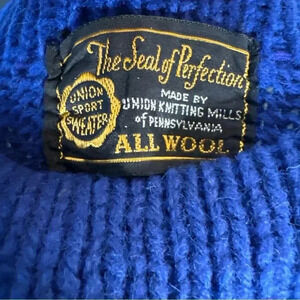 The Seal of Perfection
UNION
SPORT
SWEATER
MADE BY
UNION KNITTING MILLS
of PENNSYLVANIA
ALL WOOL